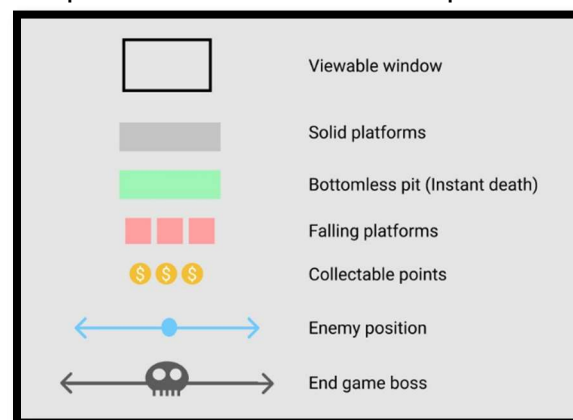 Viewable window
Solid platforms
Bottomless pit (Instant death)
Falling platforms
$ $ $
Collectable points
Enemy position
End game boss